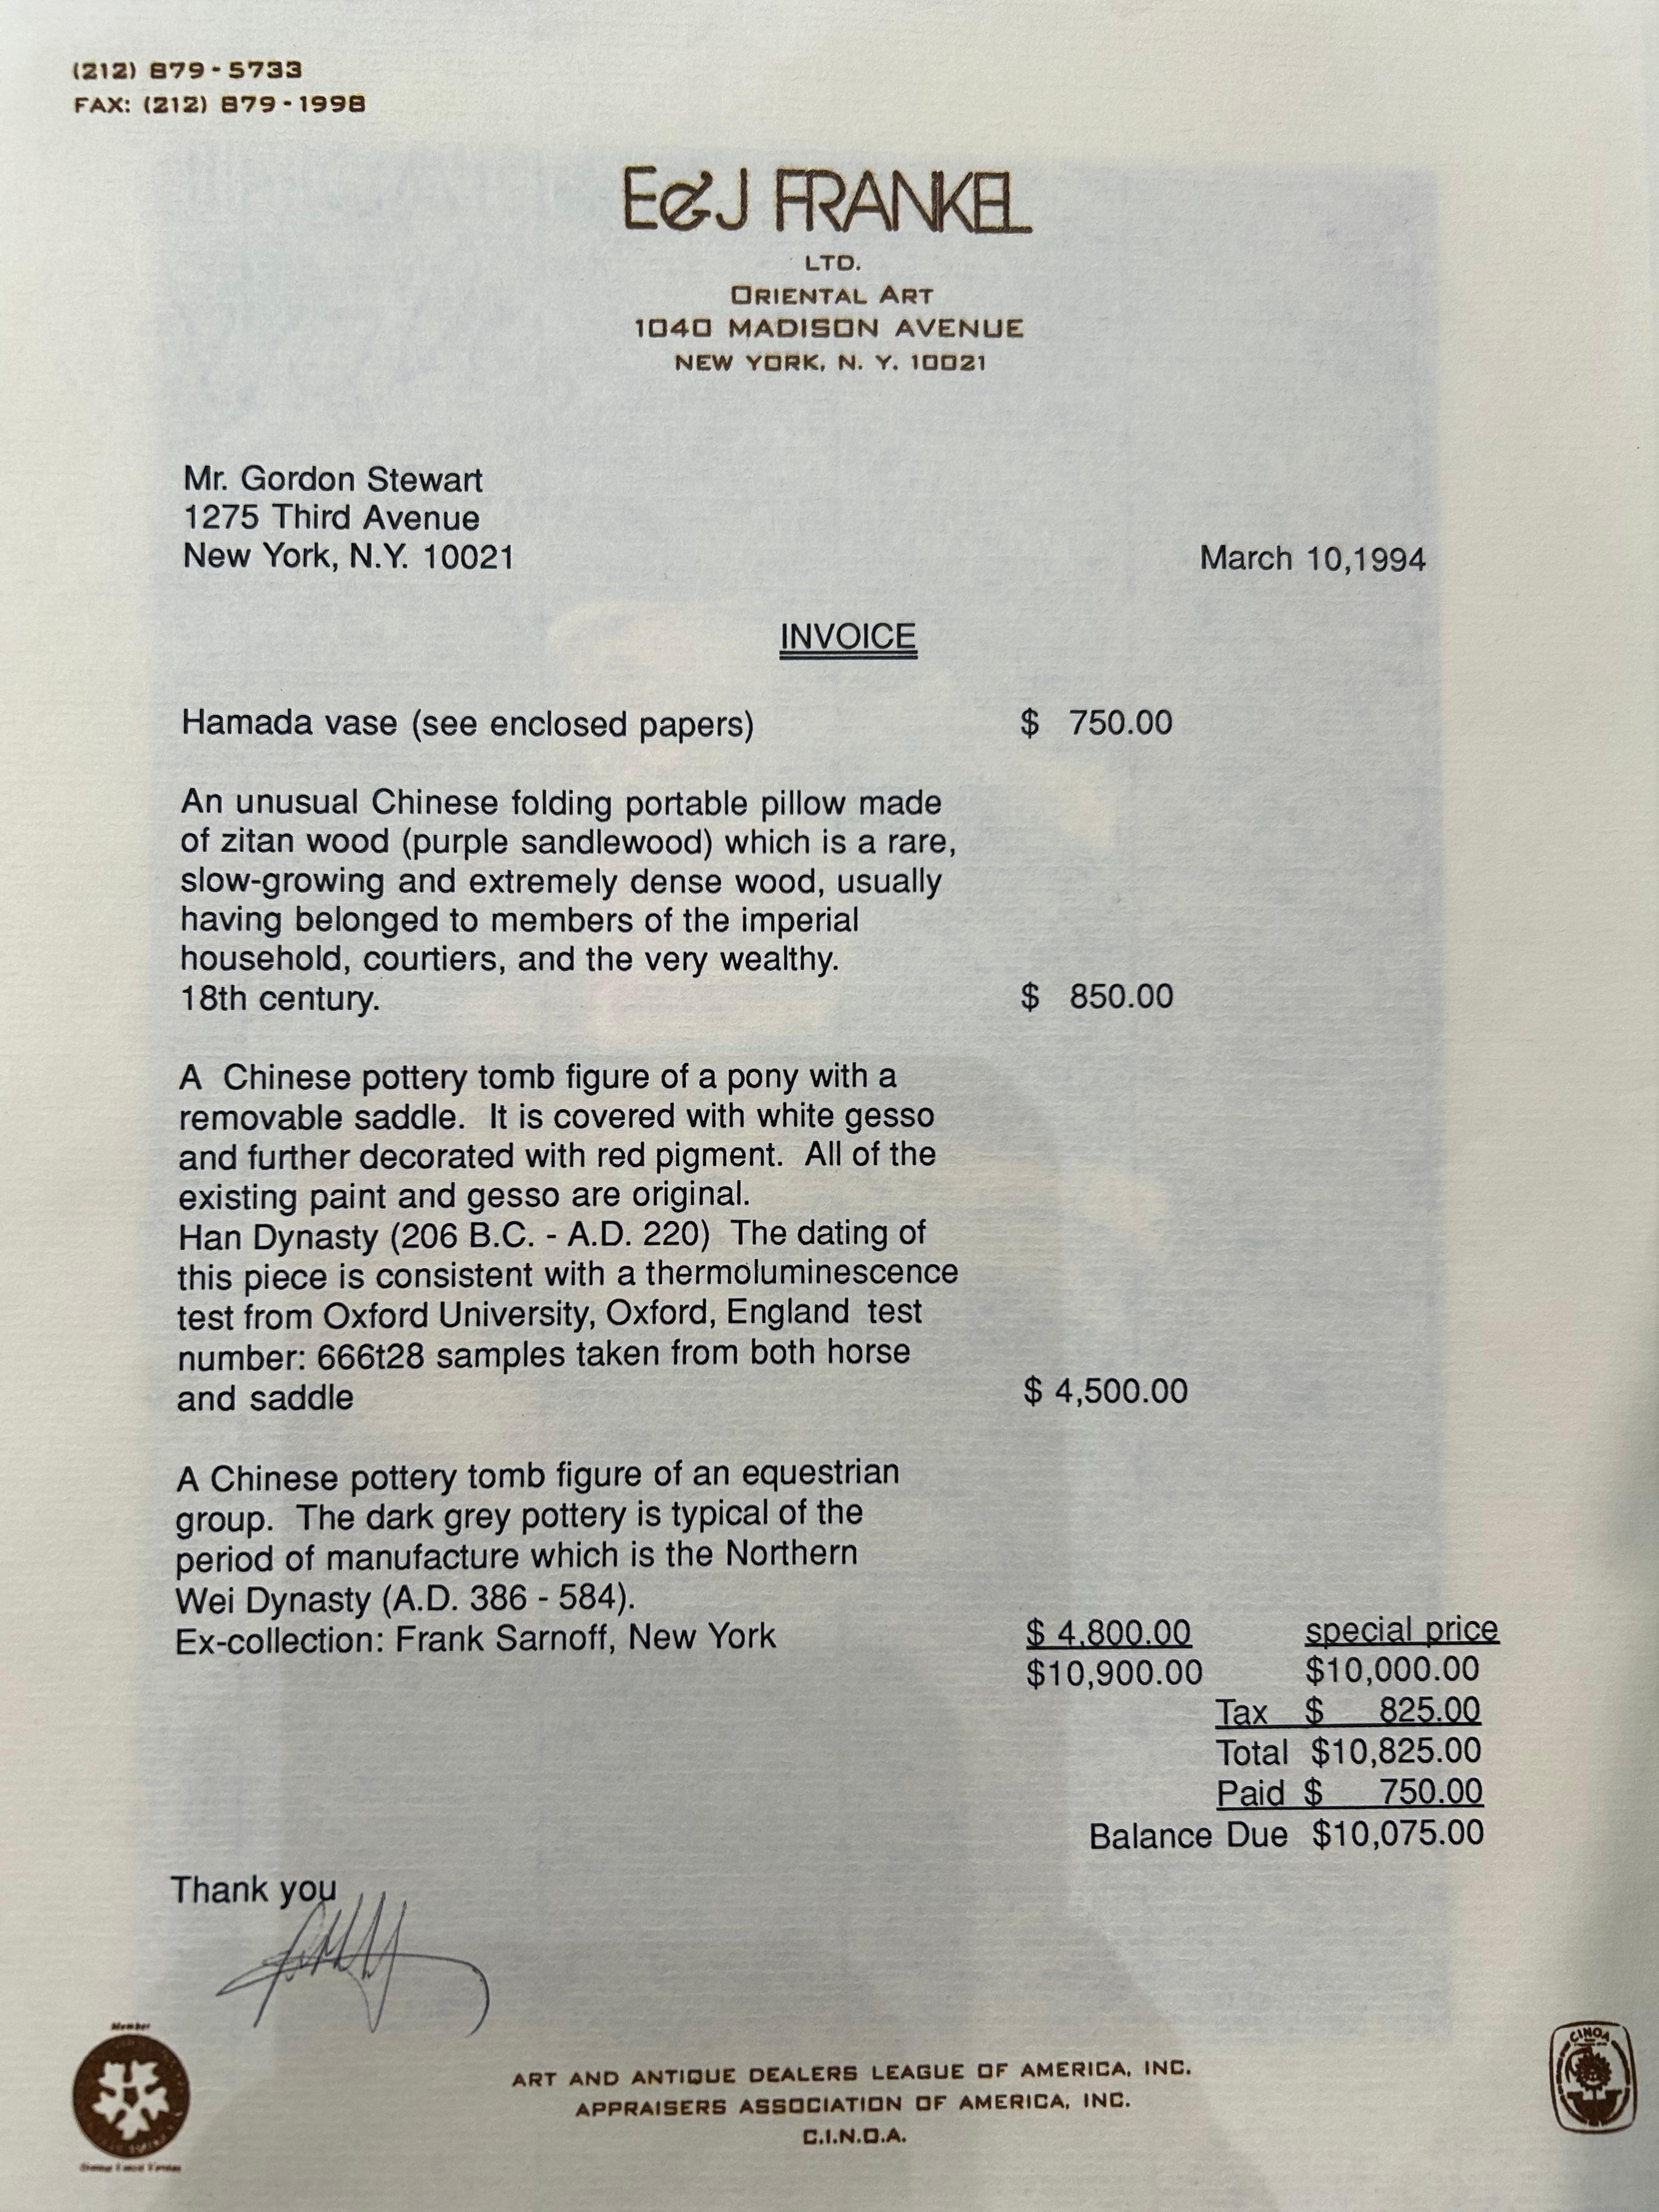 (212) 879-5733
FAX: (212) 879-1998
E&J FRANKEL
LTD.
ORIENTAL ART
1040 MADISON AVENUE
NEW YORK, N. Y. 10021
Mr. Gordon Stewart
1275 Third Avenue
New York, N.Y. 10021
March 10,1994
INVOICE
Hamada vase (see enclosed papers) $ 750.00
An unusual Chinese folding portable pillow made
of zitan wood (purple sandlewood) which is a rare,
slow-growing and extremely dense wood, usually
having belonged to members of the imperial
household, courtiers, and the very wealthy.
18th century. $ 850.00
A Chinese pottery tomb figure of a pony with a
removable saddle. It is covered with white gesso
and further decorated with red pigment. All of the
existing paint and gesso are original.
Han Dynasty (206 B.C. - A.D. 220) The dating of
this piece is consistent with a thermoluminescence
test from Oxford University, Oxford, England test
number: 666t28 samples taken from both horse
and saddle $ 4,500.00
A Chinese pottery tomb figure of an equestrian
group. The dark grey pottery is typical of the
period of manufacture which is the Northern
Wei Dynasty (A.D. 386 - 584).
Ex-collection: Frank Sarnoff, New York $ 4,800.00 special price
$10,900.00 $10,000.00
Tax $ 825.00
Total $10,825.00
Paid $ 750.00
Balance Due $10,075.00
Thank you
Member
CINOA
ART AND ANTIQUE DEALERS LEAGUE OF AMERICA, INC.
APPRAISERS ASSOCIATION OF AMERICA, INC.
C.I.N.O.A.